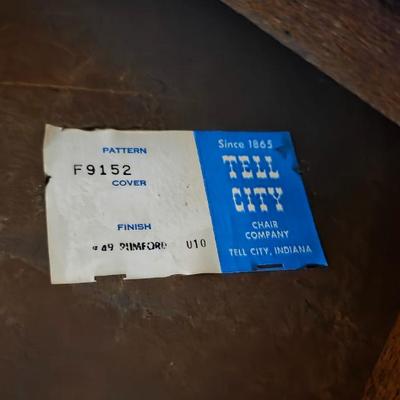 PATTERN
F9152
COVER
FINISH
#49 RUMFORD U10
Since 1865
TELL
CITY
CHAIR
COMPANY
TELL CITY, INDIANA